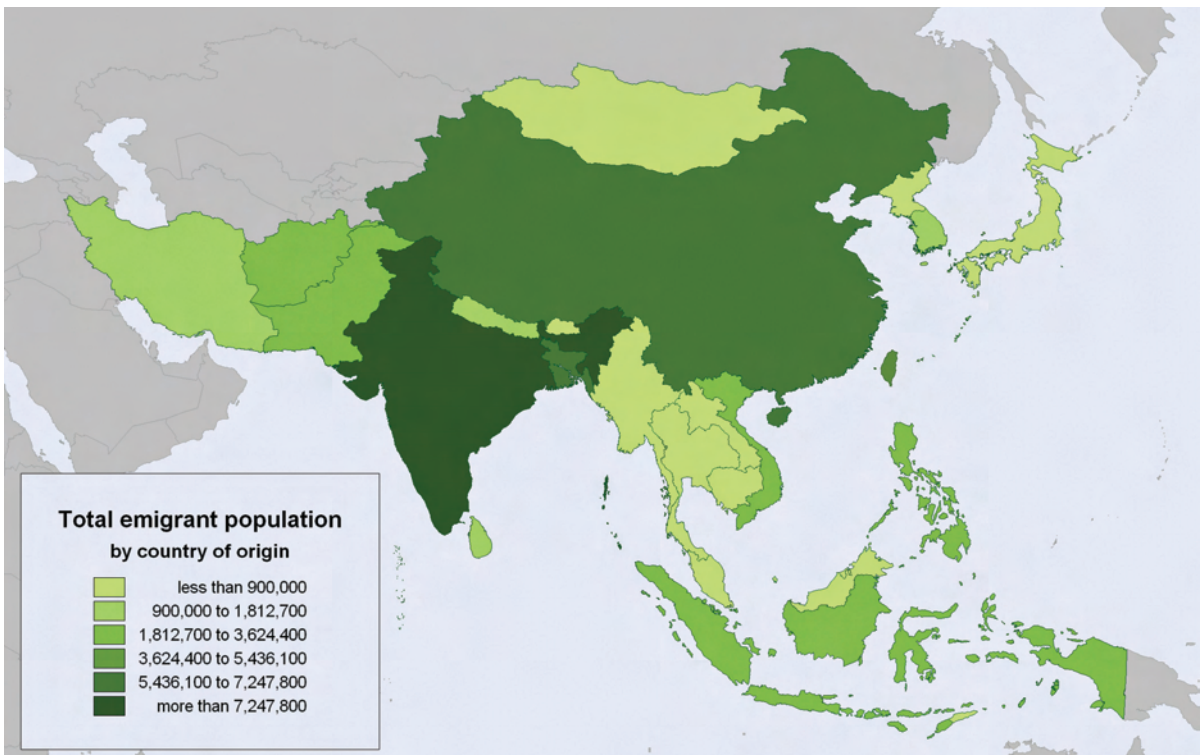 Total emigrant population
by country of origin
less than 900,000
900,000 to 1,812,700
1,812,700 to 3,624,400
3,624,400 to 5,436,100
5,436,100 to 7,247,800
more than 7,247,800